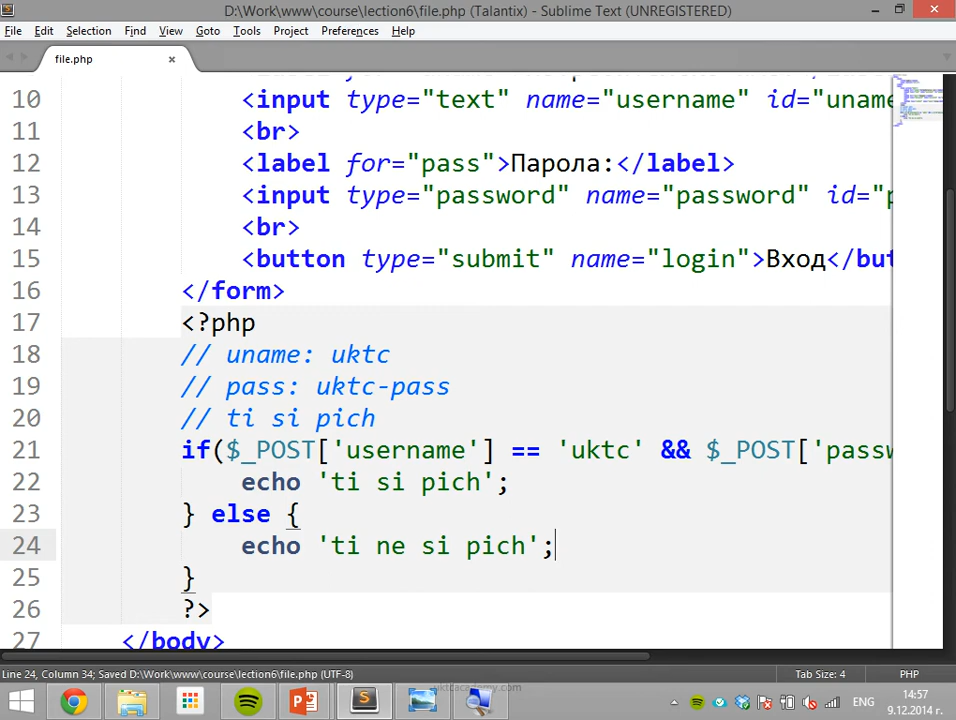 D:\Work\www\course\lection6\file.php (Talantix) - Sublime Text (UNREGISTERED)
File Edit Selection Find View Goto Tools Project Preferences Help
file.php
10 <input type="text" name="username" id="uname
11 <br>
12 <label for="pass">Парола:</label>
13 <input type="password" name="password" id="p
14 <br>
15 <button type="submit" name="login">Вход</but
16 </form>
17 <?php
18 // uname: uktc
19 // pass: uktc-pass
20 // ti si pich
21 if($_POST['username'] == 'uktc' && $_POST['passw
22 echo 'ti si pich';
23 } else {
24 echo 'ti ne si pich';
25 }
26 ?>
27 </body>
Line 24, Column 34; Saved D:\Work\www\course\lection6\file.php (UTF-8) Tab Size: 4 PHP
uktcacademy.com
ENG
14:57
9.12.2014 г.